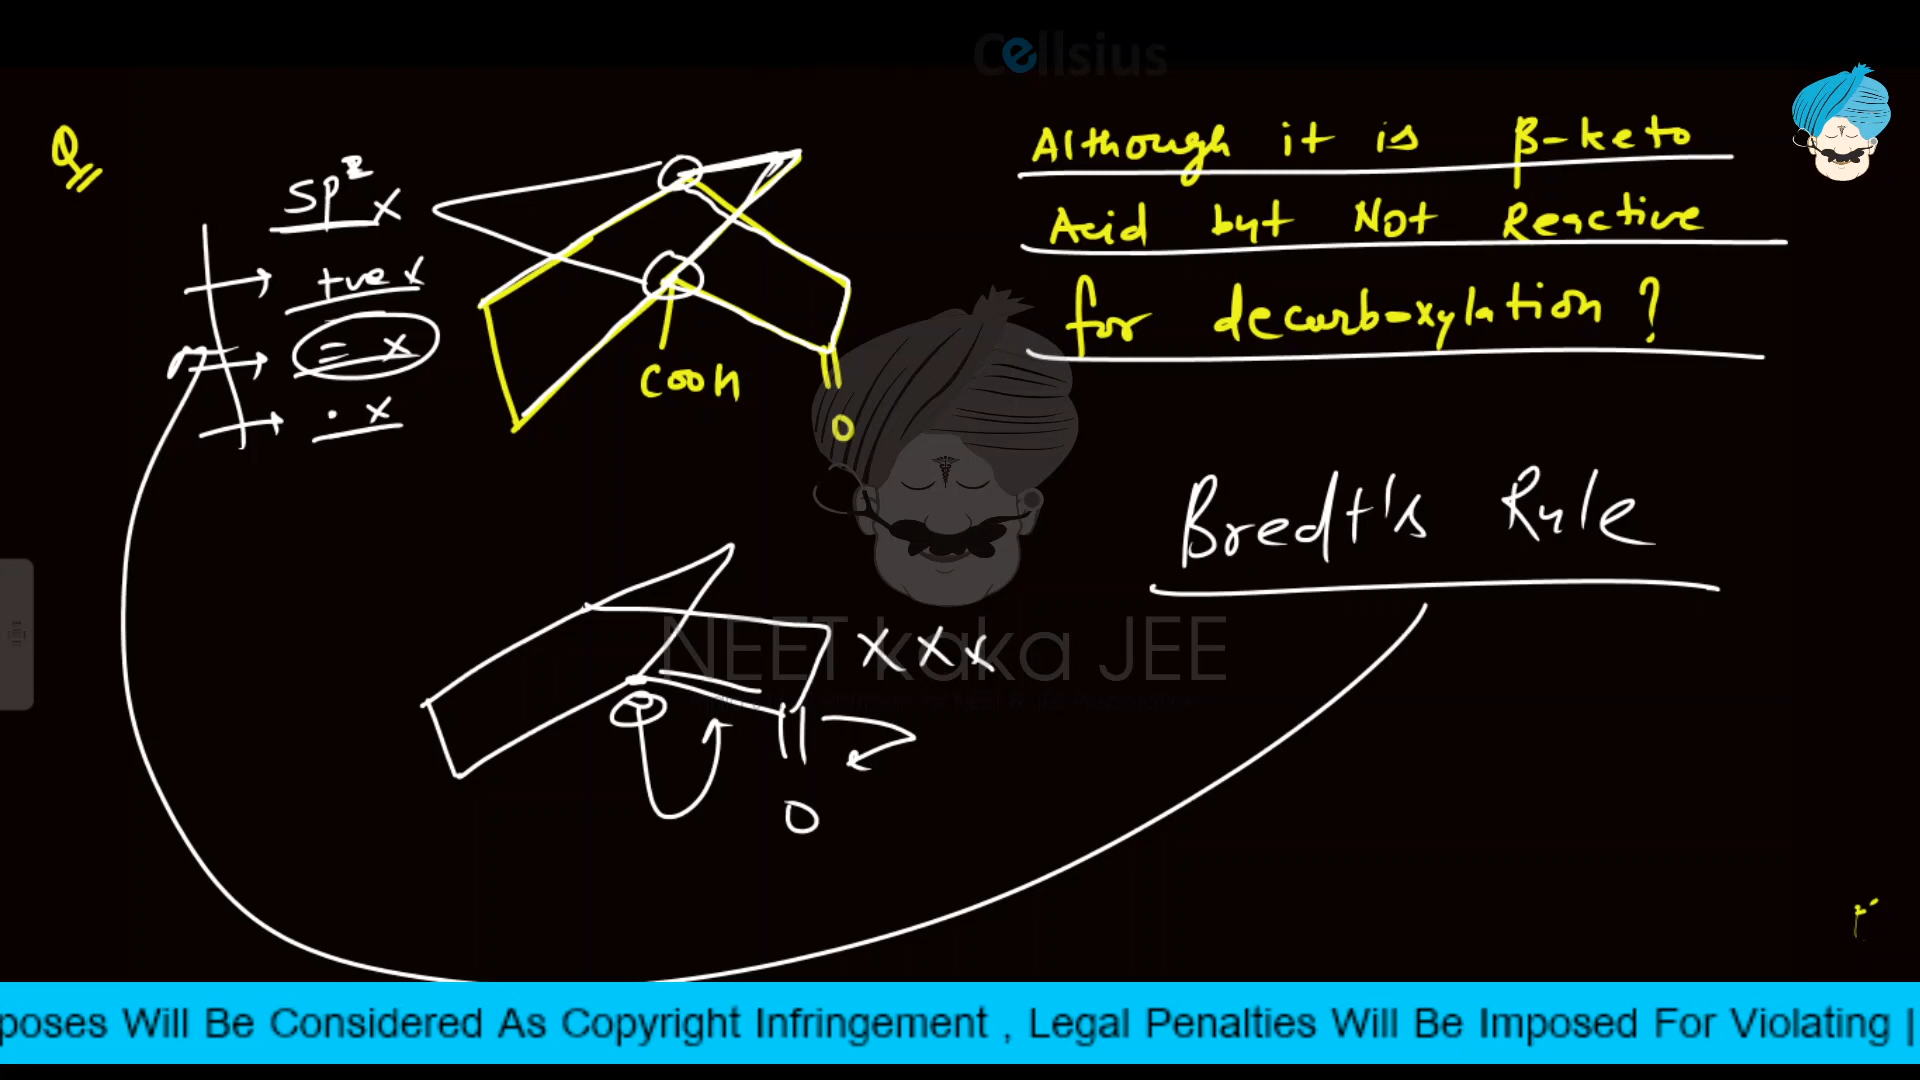 Cellsius
Q
Although it is β-keto
Acid but Not Reactive
for decarboxylation ?
sp² x
+ve x
= x
. x
COOH
O
Bredt's Rule
NEET kaka JEE
x x x
O
poses Will Be Considered As Copyright Infringement , Legal Penalties Will Be Imposed For Violating |